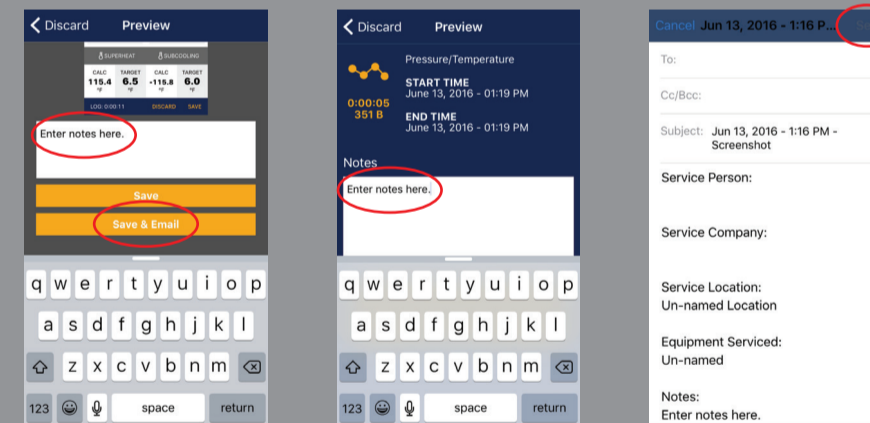 Discard Preview
SUPERHEAT SUBCOOLING
CALC TARGET CALC TARGET
115.4 6.5 -115.8 6.0
°F °F °F °F
LOG: 0:00:11 DISCARD SAVE
Enter notes here.
Save
Save & Email
q w e r t y u i o p
a s d f g h j k l
z x c v b n m
123 space return
Discard Preview
Pressure/Temperature
START TIME
June 13, 2016 - 01:19 PM
0:00:05
351 B
END TIME
June 13, 2016 - 01:19 PM
Notes
Enter notes here.
q w e r t y u i o p
a s d f g h j k l
z x c v b n m
123 space return
Cancel Jun 13, 2016 - 1:16 P...
To:
Cc/Bcc:
Subject: Jun 13, 2016 - 1:16 PM -
Screenshot
Service Person:
Service Company:
Service Location:
Un-named Location
Equipment Serviced:
Un-named
Notes:
Enter notes here.